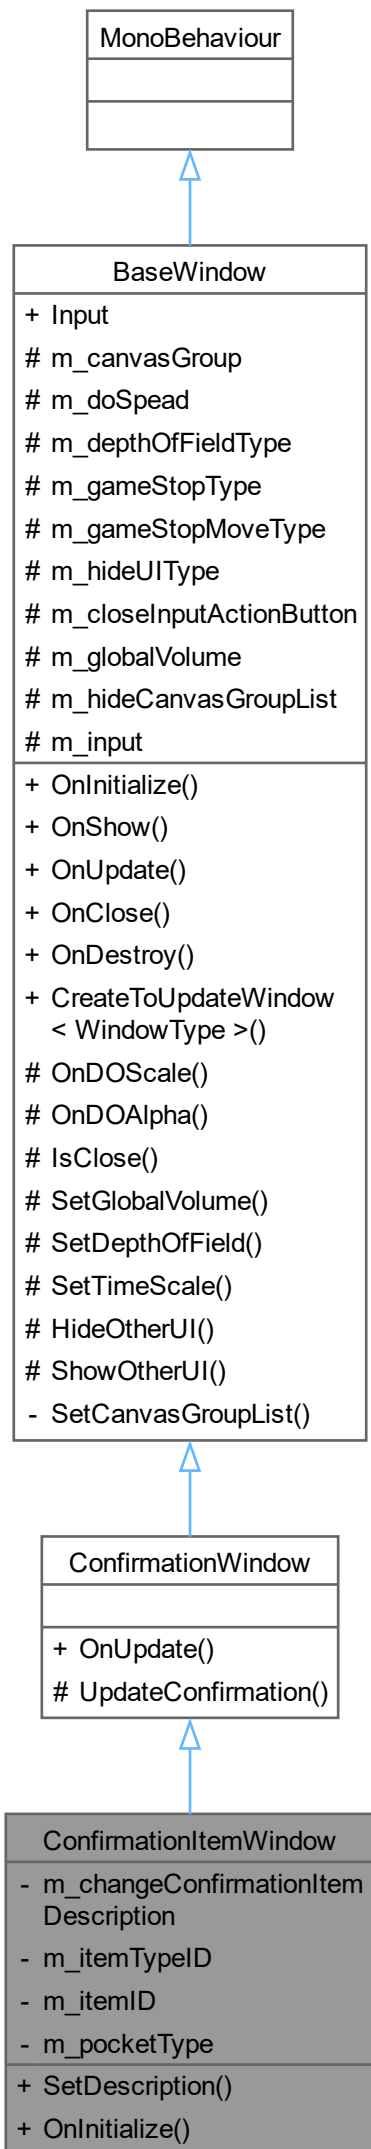 MonoBehaviour
BaseWindow
+ Input
# m_canvasGroup
# m_doSpead
# m_depthOfFieldType
# m_gameStopType
# m_gameStopMoveType
# m_hideUIType
# m_closeInputActionButton
# m_globalVolume
# m_hideCanvasGroupList
# m_input
+ OnInitialize()
+ OnShow()
+ OnUpdate()
+ OnClose()
+ OnDestroy()
+ CreateToUpdateWindow
< WindowType >()
# OnDOScale()
# OnDOAlpha()
# IsClose()
# SetGlobalVolume()
# SetDepthOfField()
# SetTimeScale()
# HideOtherUI()
# ShowOtherUI()
- SetCanvasGroupList()
ConfirmationWindow
+ OnUpdate()
# UpdateConfirmation()
ConfirmationItemWindow
- m_changeConfirmationItem
Description
- m_itemTypeID
- m_itemID
- m_pocketType
+ SetDescription()
+ OnInitialize()